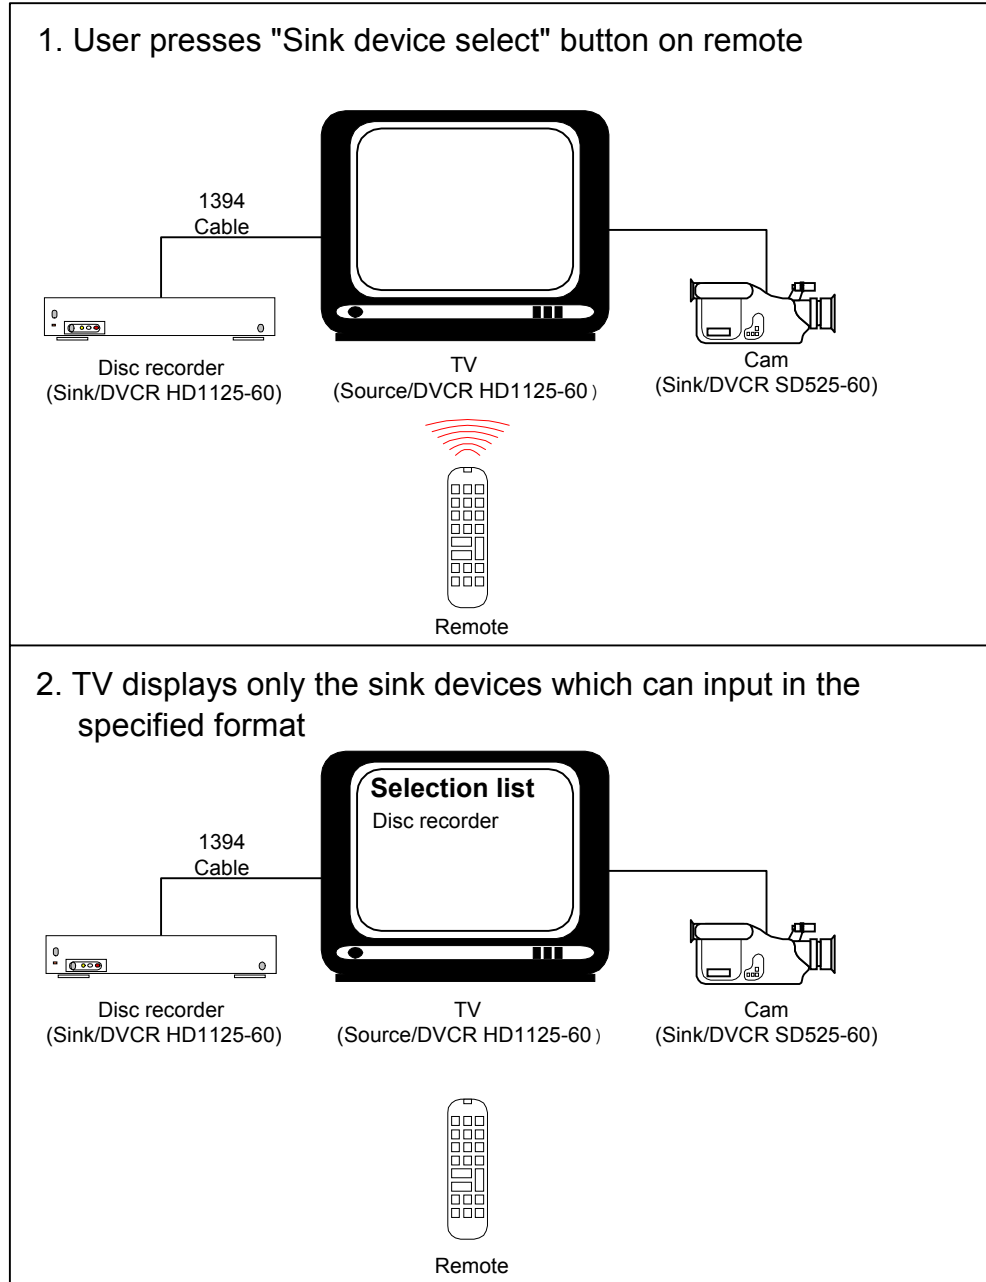 1. User presses "Sink device select" button on remote
1394
Cable
Disc recorder
(Sink/DVCR HD1125-60)
TV
(Source/DVCR HD1125-60)
Cam
(Sink/DVCR SD525-60)
Remote
2. TV displays only the sink devices which can input in the
specified format
Selection list
Disc recorder
1394
Cable
Disc recorder
(Sink/DVCR HD1125-60)
TV
(Source/DVCR HD1125-60)
Cam
(Sink/DVCR SD525-60)
Remote